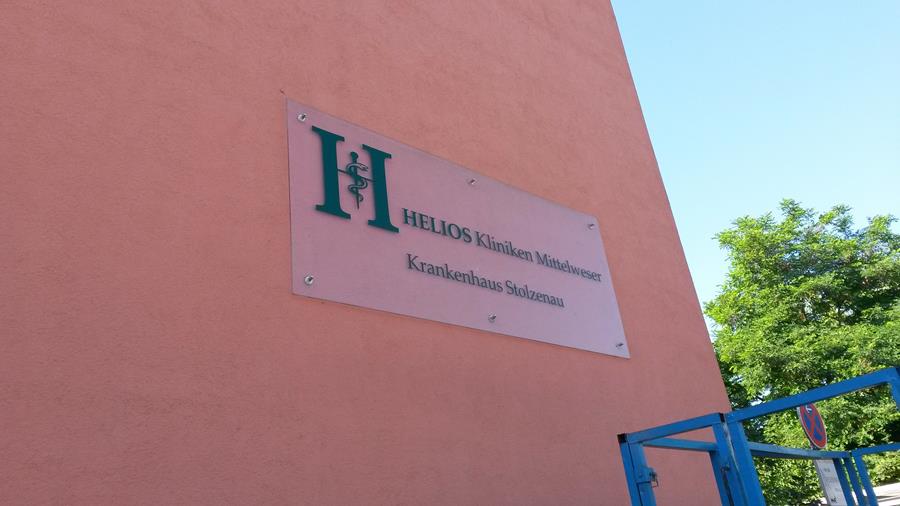 H
HELIOS Kliniken Mittelweser
Krankenhaus Stolzenau